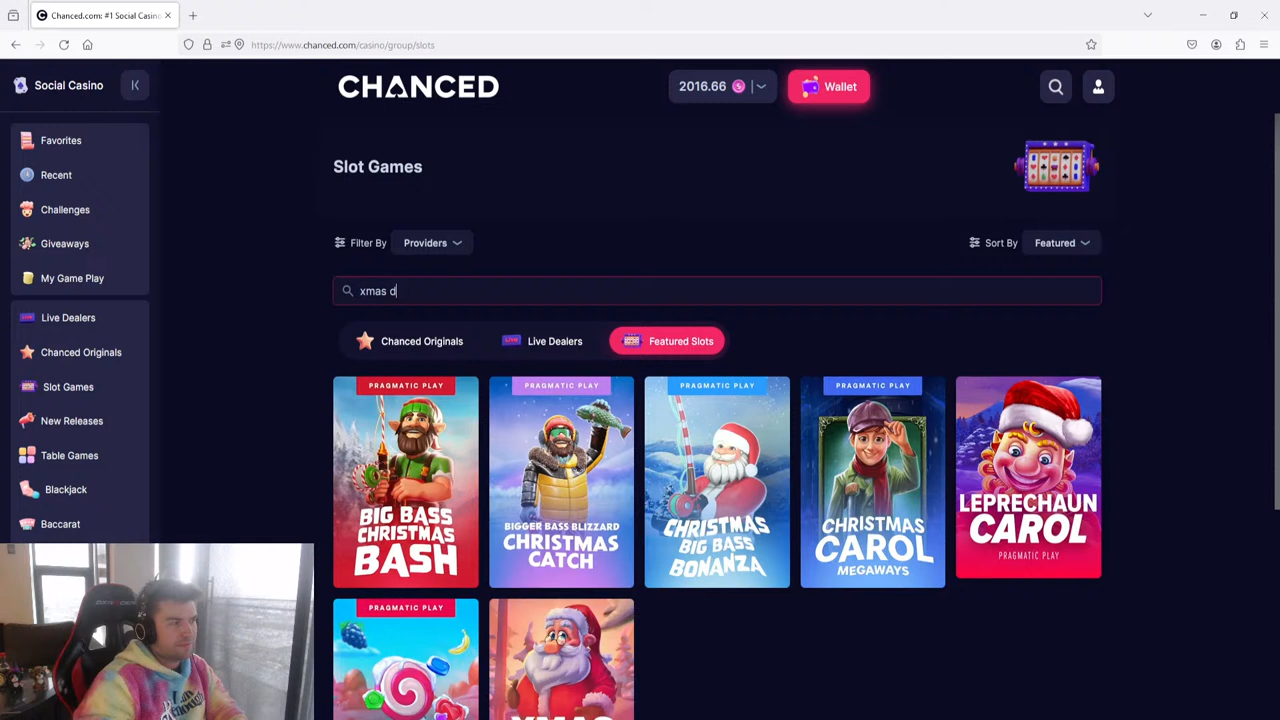 Chanced.com: #1 Social Casino
https://www.chanced.com/casino/group/slots
Social Casino
CHANCED
2016.66
Wallet
Favorites
Recent
Challenges
Giveaways
My Game Play
Live Dealers
Chanced Originals
Slot Games
New Releases
Table Games
Blackjack
Baccarat
Slot Games
Filter By
Providers
Sort By
Featured
xmas d
Chanced Originals
LIVE
Live Dealers
Featured Slots
PRAGMATIC PLAY
BIG BASS
CHRISTMAS
BASH
PRAGMATIC PLAY
BIGGER BASS BLIZZARD
CHRISTMAS
CATCH
PRAGMATIC PLAY
CHRISTMAS
BIG BASS
BONANZA
PRAGMATIC PLAY
CHRISTMAS
CAROL
MEGAWAYS
LEPRECHAUN
CAROL
PRAGMATIC PLAY
PRAGMATIC PLAY
XMAS